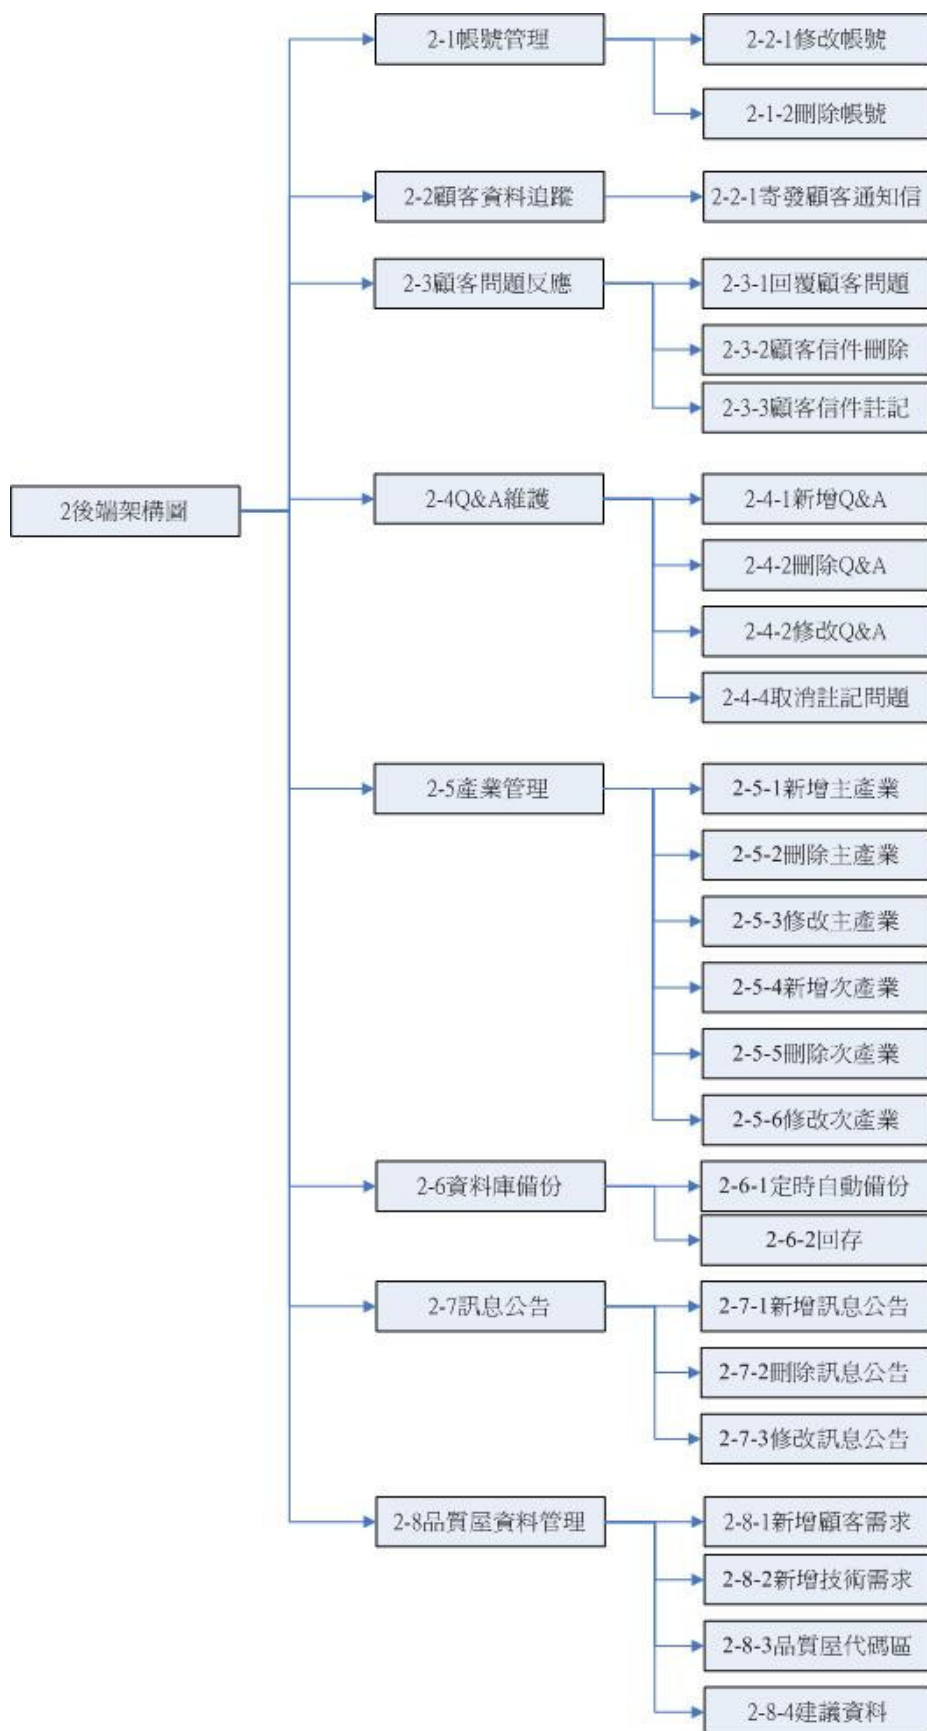 2後端架構圖
2-1帳號管理
2-2-1修改帳號
2-1-2刪除帳號
2-2顧客資料追蹤
2-2-1寄發顧客通知信
2-3顧客問題反應
2-3-1回覆顧客問題
2-3-2顧客信件刪除
2-3-3顧客信件註記
2-4Q&A維護
2-4-1新增Q&A
2-4-2刪除Q&A
2-4-2修改Q&A
2-4-4取消註記問題
2-5產業管理
2-5-1新增主產業
2-5-2刪除主產業
2-5-3修改主產業
2-5-4新增次產業
2-5-5刪除次產業
2-5-6修改次產業
2-6資料庫備份
2-6-1定時自動備份
2-6-2回存
2-7訊息公告
2-7-1新增訊息公告
2-7-2刪除訊息公告
2-7-3修改訊息公告
2-8品質屋資料管理
2-8-1新增顧客需求
2-8-2新增技術需求
2-8-3品質屋代碼區
2-8-4建議資料